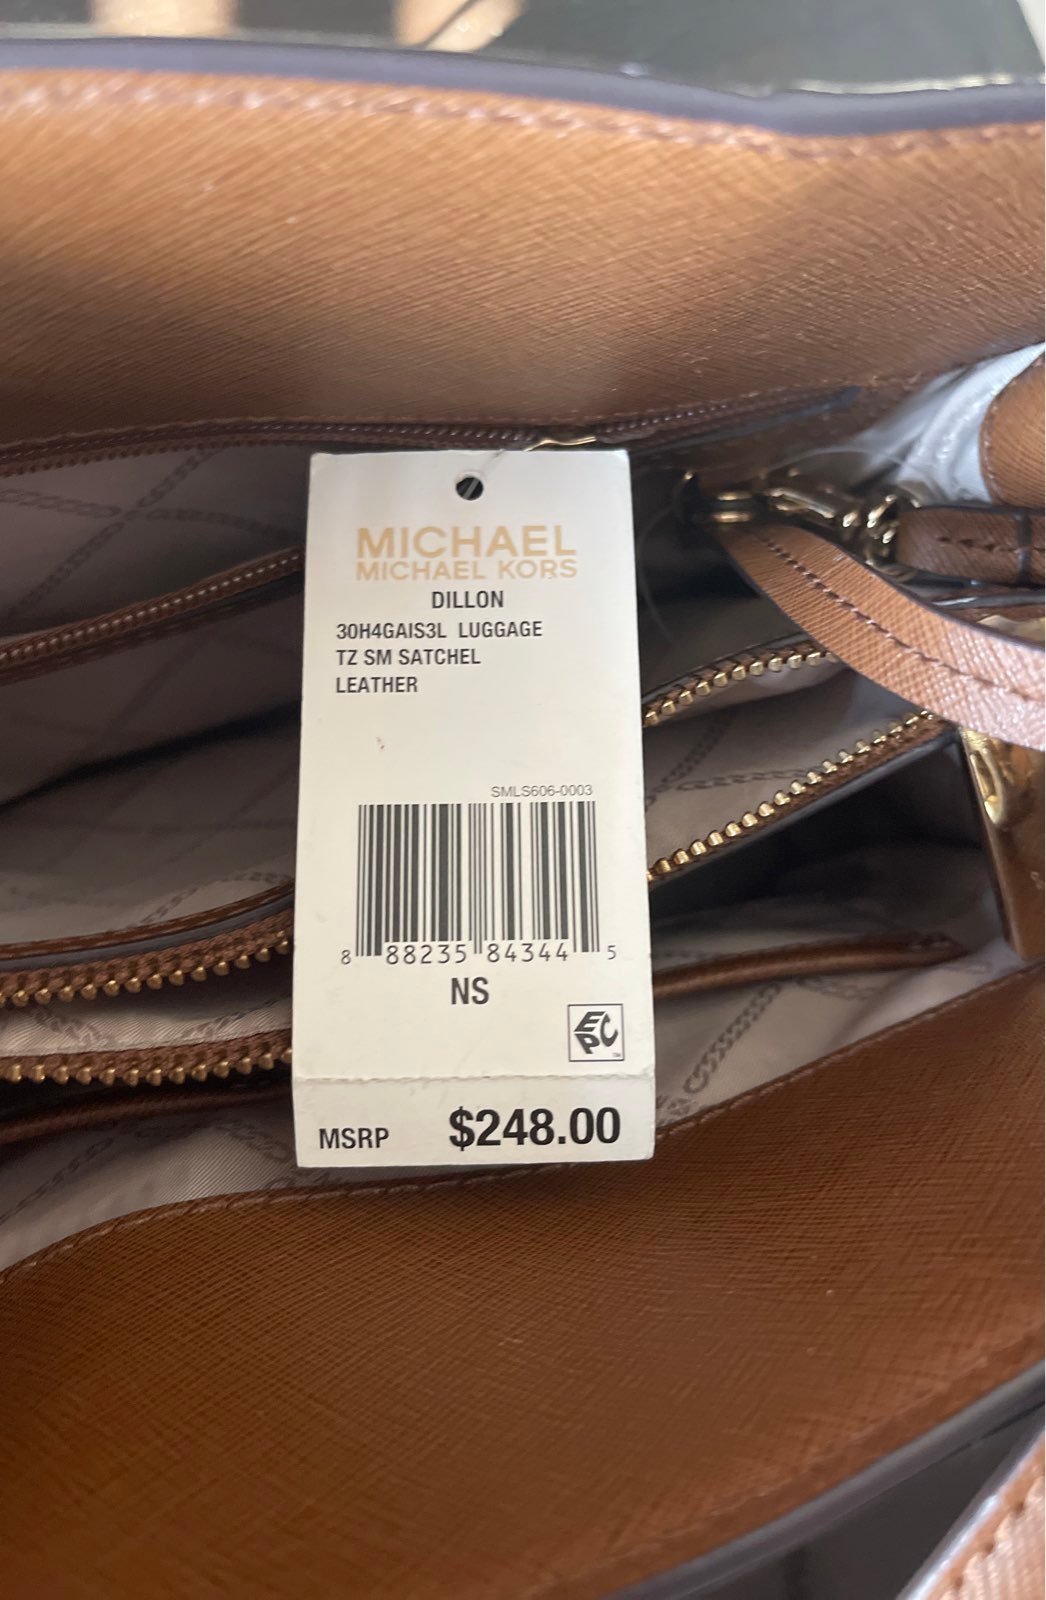 MICHAEL
MICHAEL KORS
DILLON
30H4GAIS3L LUGGAGE
TZ SM SATCHEL
LEATHER
SMLS606-0003
8 88235 84344 5
NS
EPC
MSRP $248.00